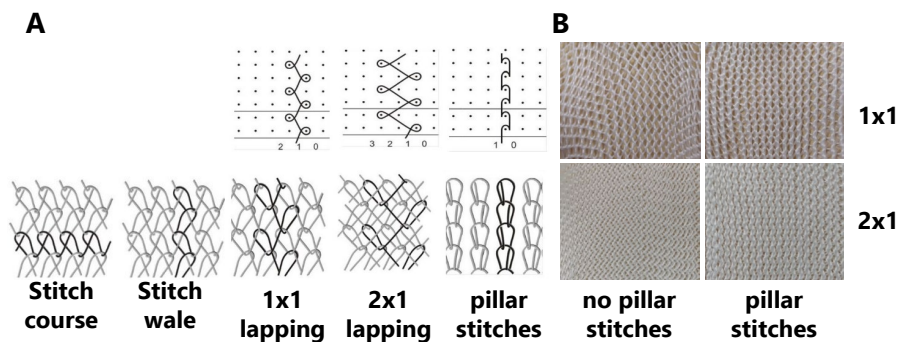 A
B
2 1 0
3 2 1 0
1 0
1x1
2x1
Stitch
course
Stitch
wale
1x1
lapping
2x1
lapping
pillar
stitches
no pillar
stitches
pillar
stitches